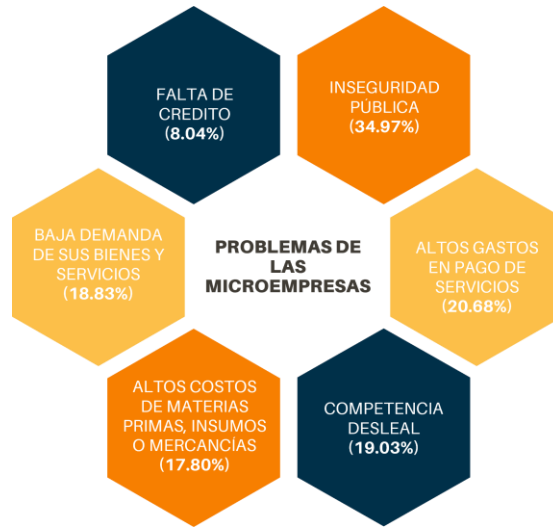 FALTA DE
CREDITO
(8.04%)
INSEGURIDAD
PÚBLICA
(34.97%)
BAJA DEMANDA
DE SUS BIENES Y
SERVICIOS
(18.83%)
PROBLEMAS DE
LAS
MICROEMPRESAS
ALTOS GASTOS
EN PAGO DE
SERVICIOS
(20.68%)
ALTOS COSTOS
DE MATERIAS
PRIMAS, INSUMOS
O MERCANCÍAS
(17.80%)
COMPETENCIA
DESLEAL
(19.03%)